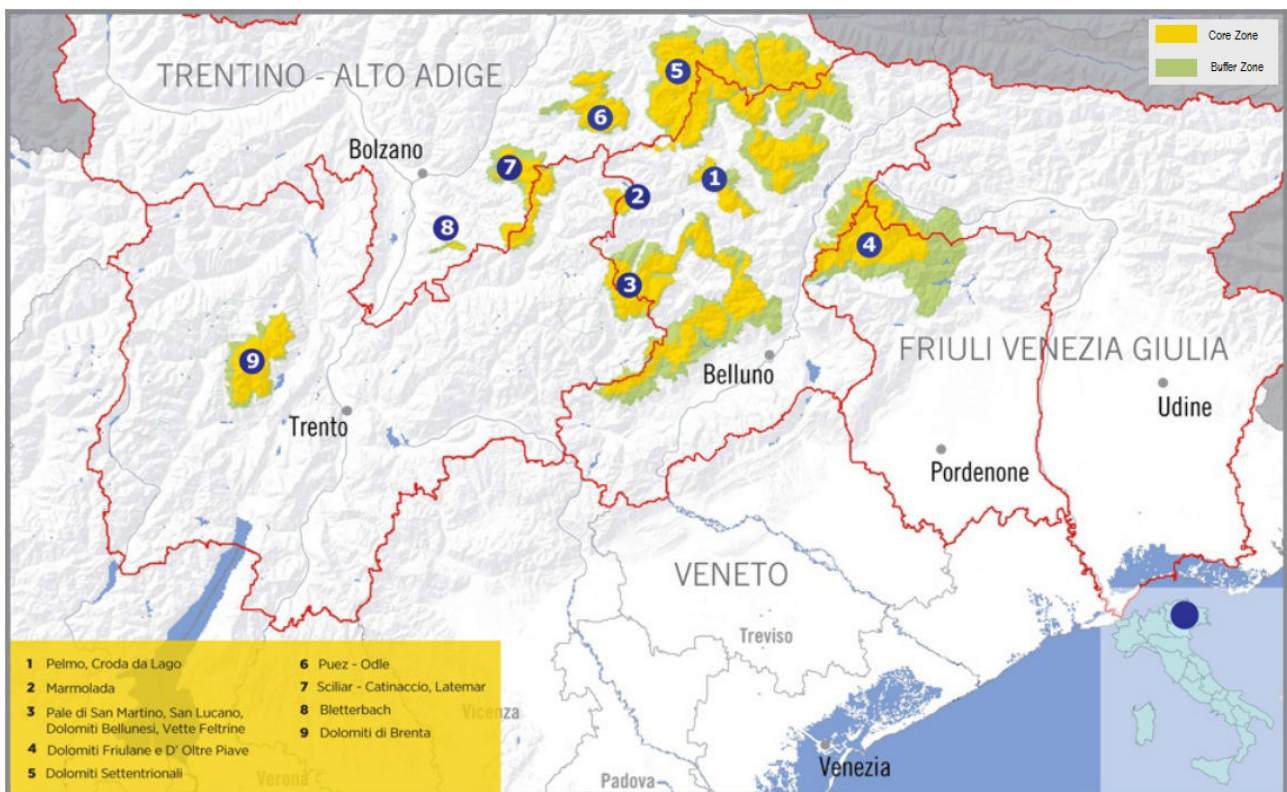 Core Zone
Buffer Zone
TRENTINO - ALTO ADIGE
5
6
Bolzano
7
1
2
8
4
3
9
FRIULI VENEZIA GIULIA
Belluno
Udine
Trento
Pordenone
VENETO
Treviso
1 Pelmo, Croda da Lago
2 Marmolada
3 Pale di San Martino, San Lucano,
Dolomiti Bellunesi, Vette Feltrine
4 Dolomiti Friulane e D' Oltre Piave
5 Dolomiti Settentrionali
6 Puez - Odle
7 Sciliar - Catinaccio, Latemar
8 Bletterbach
9 Dolomiti di Brenta
Vicenza
Verona
Padova
Venezia